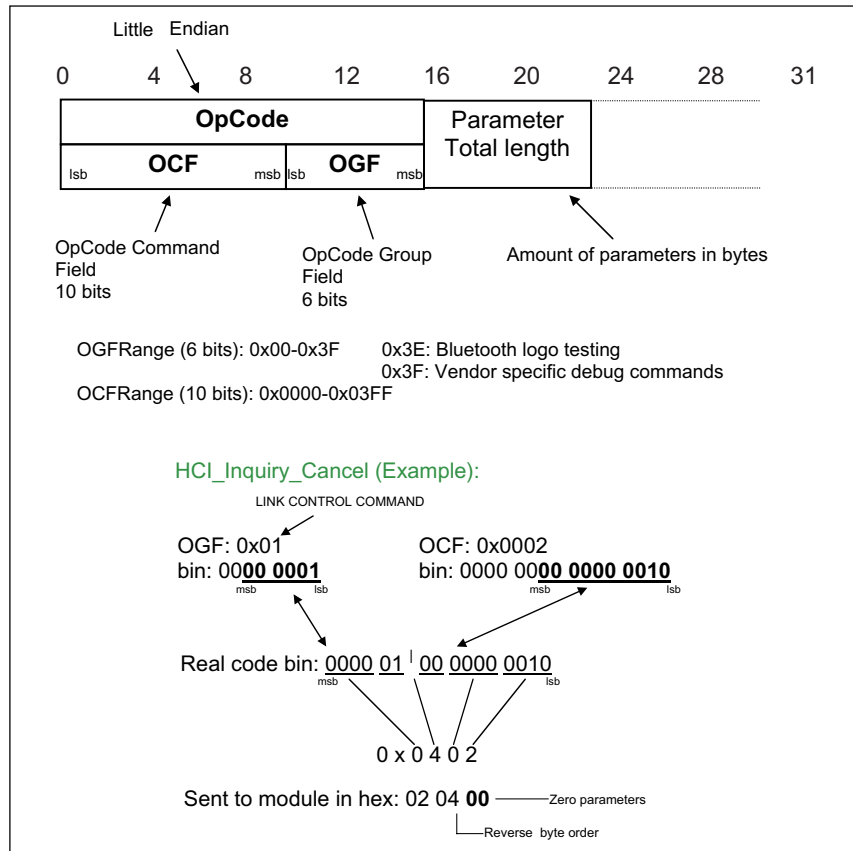 Little Endian
0 4 8 12 16 20 24 28 31
OpCode
Parameter
Total length
lsb OCF msb lsb OGF msb
OpCode Command
Field
10 bits
OpCode Group
Field
6 bits
Amount of parameters in bytes
OGFRange (6 bits): 0x00-0x3F 0x3E: Bluetooth logo testing
0x3F: Vendor specific debug commands
OCFRange (10 bits): 0x0000-0x03FF
HCI_Inquiry_Cancel (Example):
LINK CONTROL COMMAND
OGF: 0x01 OCF: 0x0002
bin: 0000 0001 bin: 0000 0000 0000 0010
msb lsb msb lsb
Real code bin: 0000 01 | 00 0000 0010
msb lsb
0 x 0 4 0 2
Sent to module in hex: 02 04 00 Zero parameters
Reverse byte order